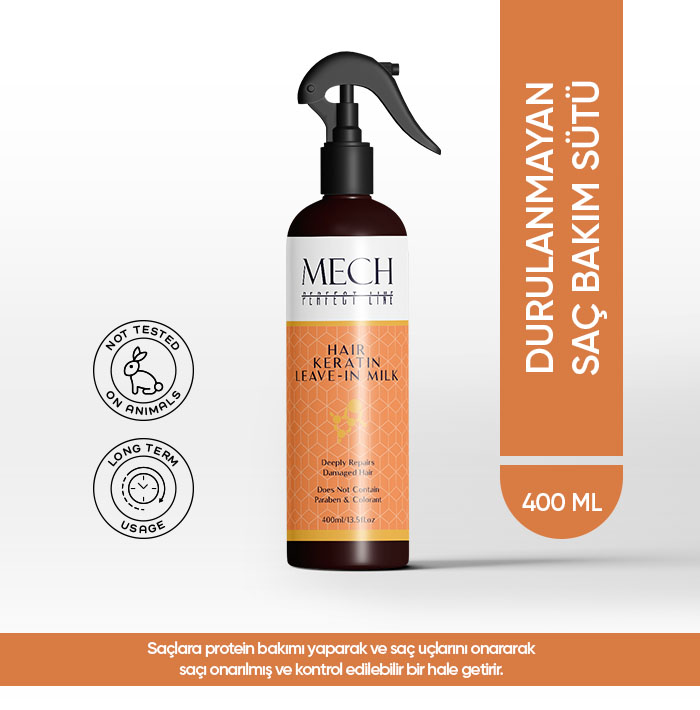 DURULANMAYAN
SAÇ BAKIM SÜTÜ
400 ML
MECH
PERFECT LINE
HAIR
KERATIN
LEAVE-IN MILK
Deeply Repairs
Damaged Hair
Does Not Contain
Paraben & Colorant
400ml/13.5fl.oz
NOT TESTED
ON ANIMALS
LONG TERM
USAGE
Saçlara protein bakımı yaparak ve saç uçlarını onararak
saçı onarılmış ve kontrol edilebilir bir hale getirir.